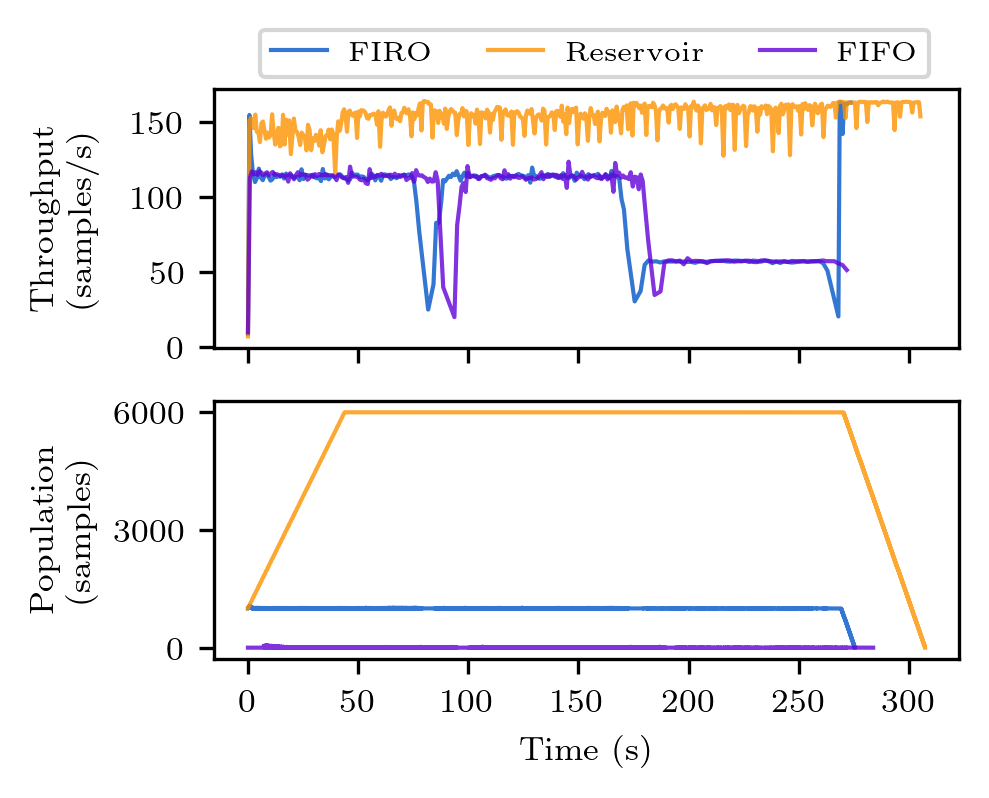 FIRO Reservoir FIFO
Throughput
(samples/s)
150
100
50
0
Population
(samples)
6000
3000
0
0 50 100 150 200 250 300
Time (s)